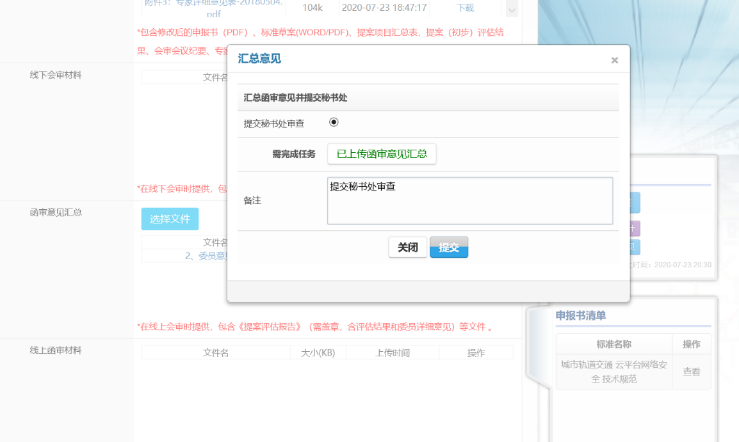 附件3：专家详细意见表-20180504.
pdf
104k
2020-07-23 18:47:17
下载
*包含修改后的申报书（PDF）、标准草案(WORD/PDF)、提案项目汇总表、提案（初步）评估结
果、会审会议纪要、专
线下会审材料
文件名
*在线下会审时提供，包
函审意见汇总
选择文件
文件名
2、委员意见
*在线上会审时提供，包含《提案评估报告》（需盖章，含评估结果和委员详细意见）等文件 。
线上函审材料
文件名
大小(KB)
上传时间
操作
汇总意见
×
汇总函审意见并提交秘书处
提交秘书处审查
需完成任务
已上传函审意见汇总
备注
提交秘书处审查
关闭
提交
2020-07-23 20:30
申报书清单
标准名称
操作
城市轨道交通 云平台网络安
全 技术规范
查看